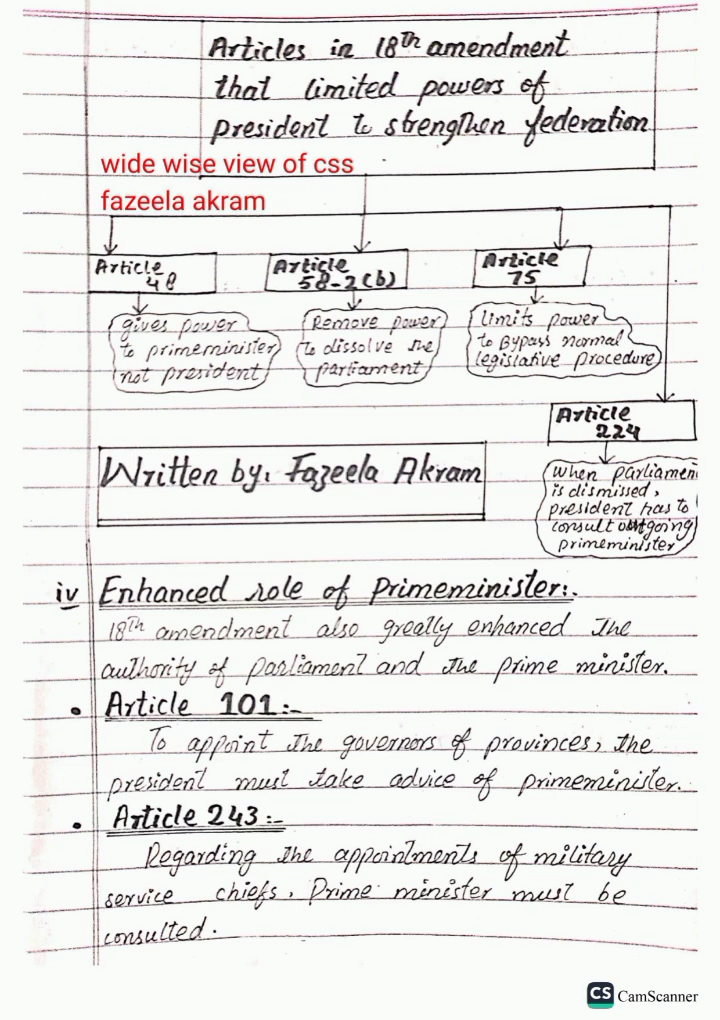 Articles in 18th amendment
that limited powers of
president to strengthen federation
wide wise view of css
fazeela akram
Article
48
gives power
to primeminister
not president
Article
58-2(b)
Remove power
to dissolve the
parliament
Article
75
limits power
to Bypass normal
legislative procedure
Article
224
when parliamen
is dismissed,
president has to
consult outgoing
primeminister
Written by: Fazeela Akram
iv Enhanced role of Primeminister:.
18th amendment also greatly enhanced the
authority of parliament and the prime minister.
• Article 101:-
To appoint the governors of provinces, the
president must take advice of primeminister.
• Article 243:-
Regarding the appointments of military
service chiefs, Prime minister must be
consulted.
CS CamScanner